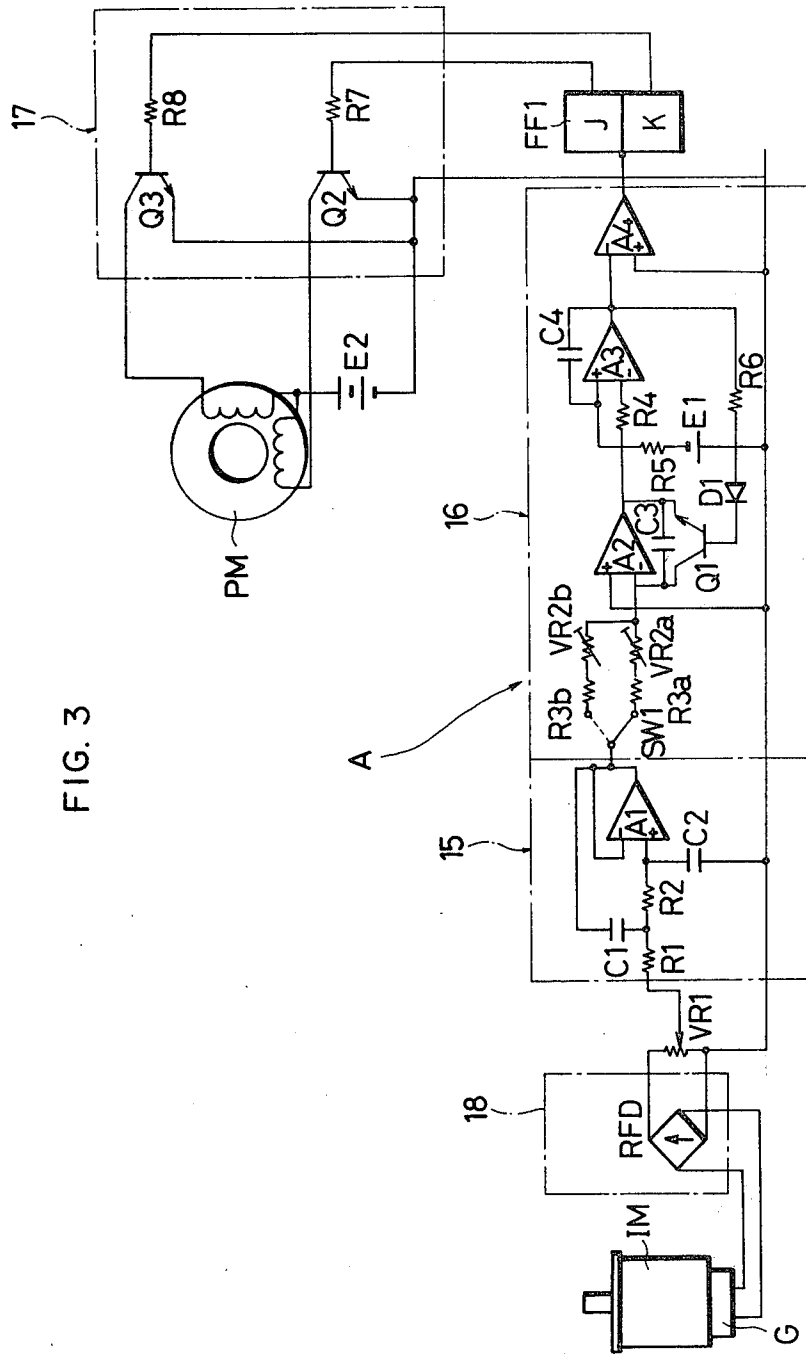 FIG. 3
A
17
Q3
R8
Q2
R7
PM
E2
FF1
J
K
18
RFD
VR1
IM
G
15
C1
R1
R2
A1
-
+
C2
16
SW1
R3b
VR2b
R3a
VR2a
A2
+
-
C3
Q1
D1
R4
R5
E1
A3
+
-
C4
R6
A4
-
+